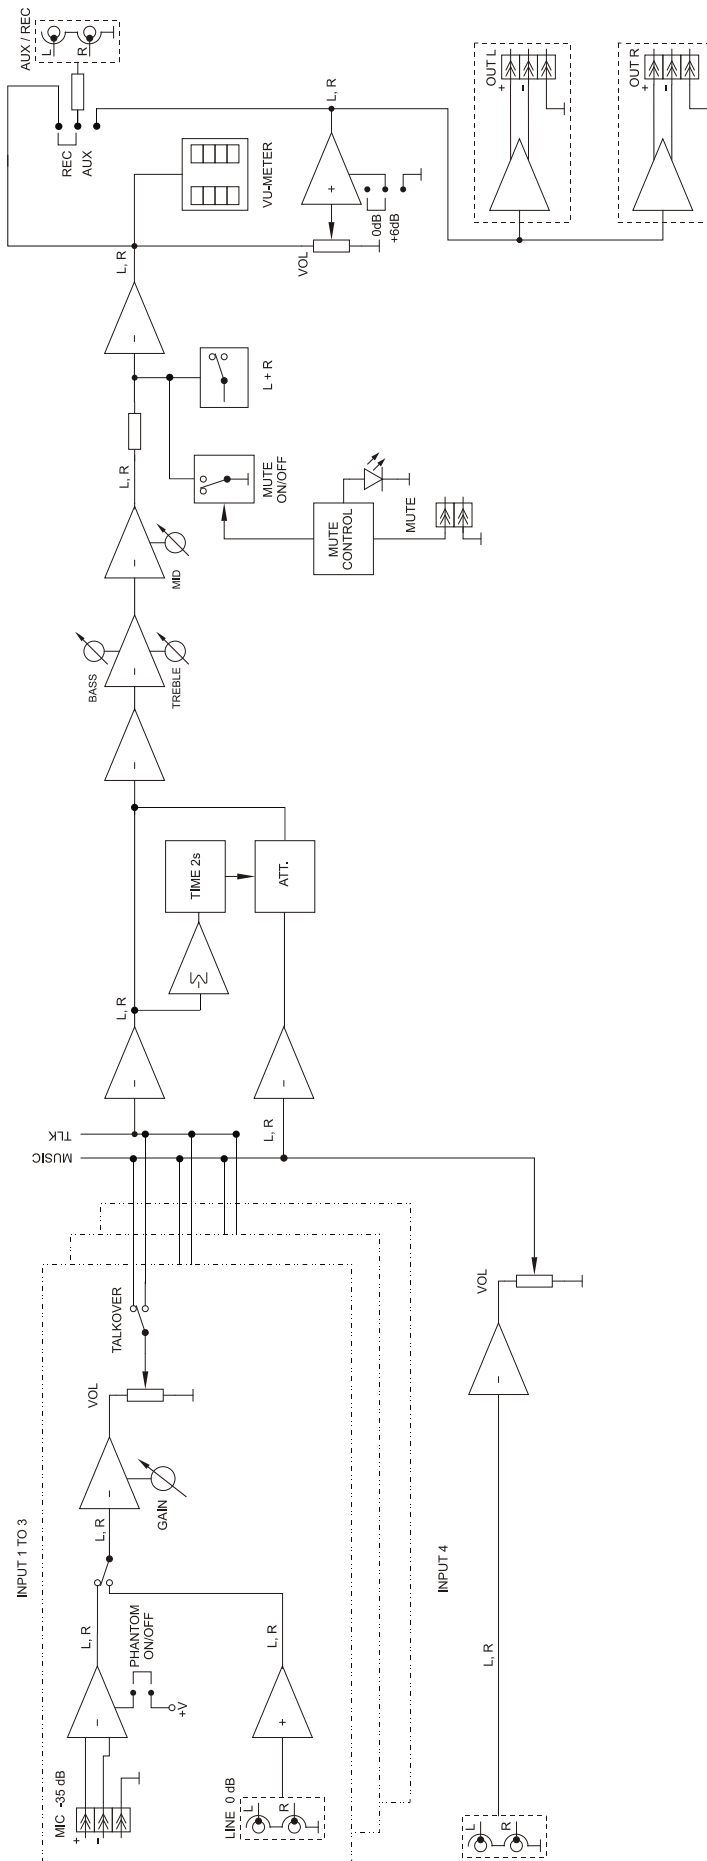 AUX / REC
L
R
REC
AUX
VU-METER
L, R
OUT L
+
-
OUT R
+
-
L, R
VOL
+
0dB
+6dB
-
L + R
MUTE
ON/OFF
L, R
MUTE
CONTROL
MUTE
-
MID
BASS
-
TREBLE
-
TIME 2s
ATT.
L, R
-
-
TLK
MUSIC
L, R
INPUT 1 TO 3
TALKOVER
VOL
-
GAIN
L, R
L, R
PHANTOM
ON/OFF
+V
-
MIC -35 dB
+
-
L, R
+
LINE 0 dB
L
R
INPUT 4
VOL
-
L, R
L
R